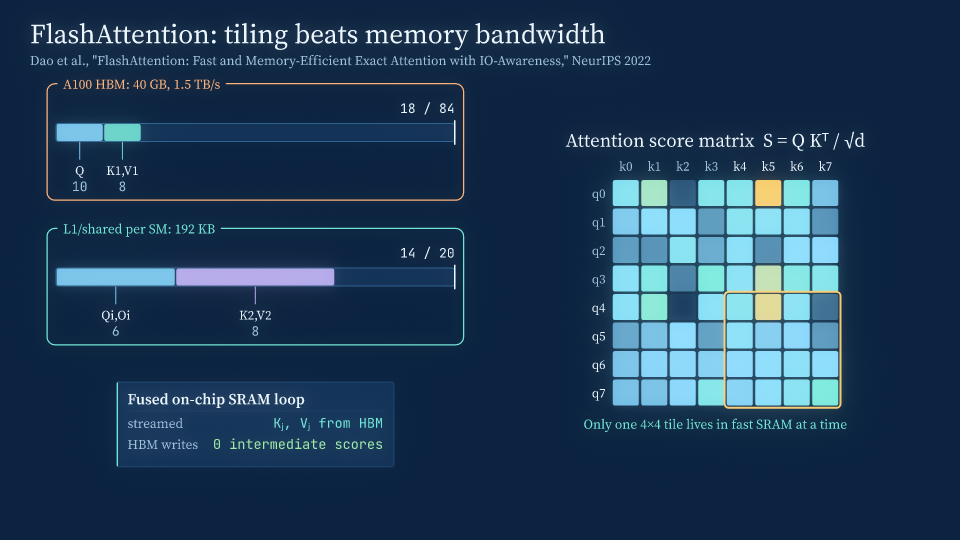 FlashAttention: tiling beats memory bandwidth
Dao et al., "FlashAttention: Fast and Memory-Efficient Exact Attention with IO-Awareness," NeurIPS 2022
A100 HBM: 40 GB, 1.5 TB/s
18 / 84
Q K1,V1
10 8
L1/shared per SM: 192 KB
14 / 20
Qi,Oi K2,V2
6 8
Fused on-chip SRAM loop
streamed Kⱼ, Vⱼ from HBM
HBM writes 0 intermediate scores
Attention score matrix S = Q Kᵀ / √d
k0 k1 k2 k3 k4 k5 k6 k7
q0
q1
q2
q3
q4
q5
q6
q7
Only one 4×4 tile lives in fast SRAM at a time